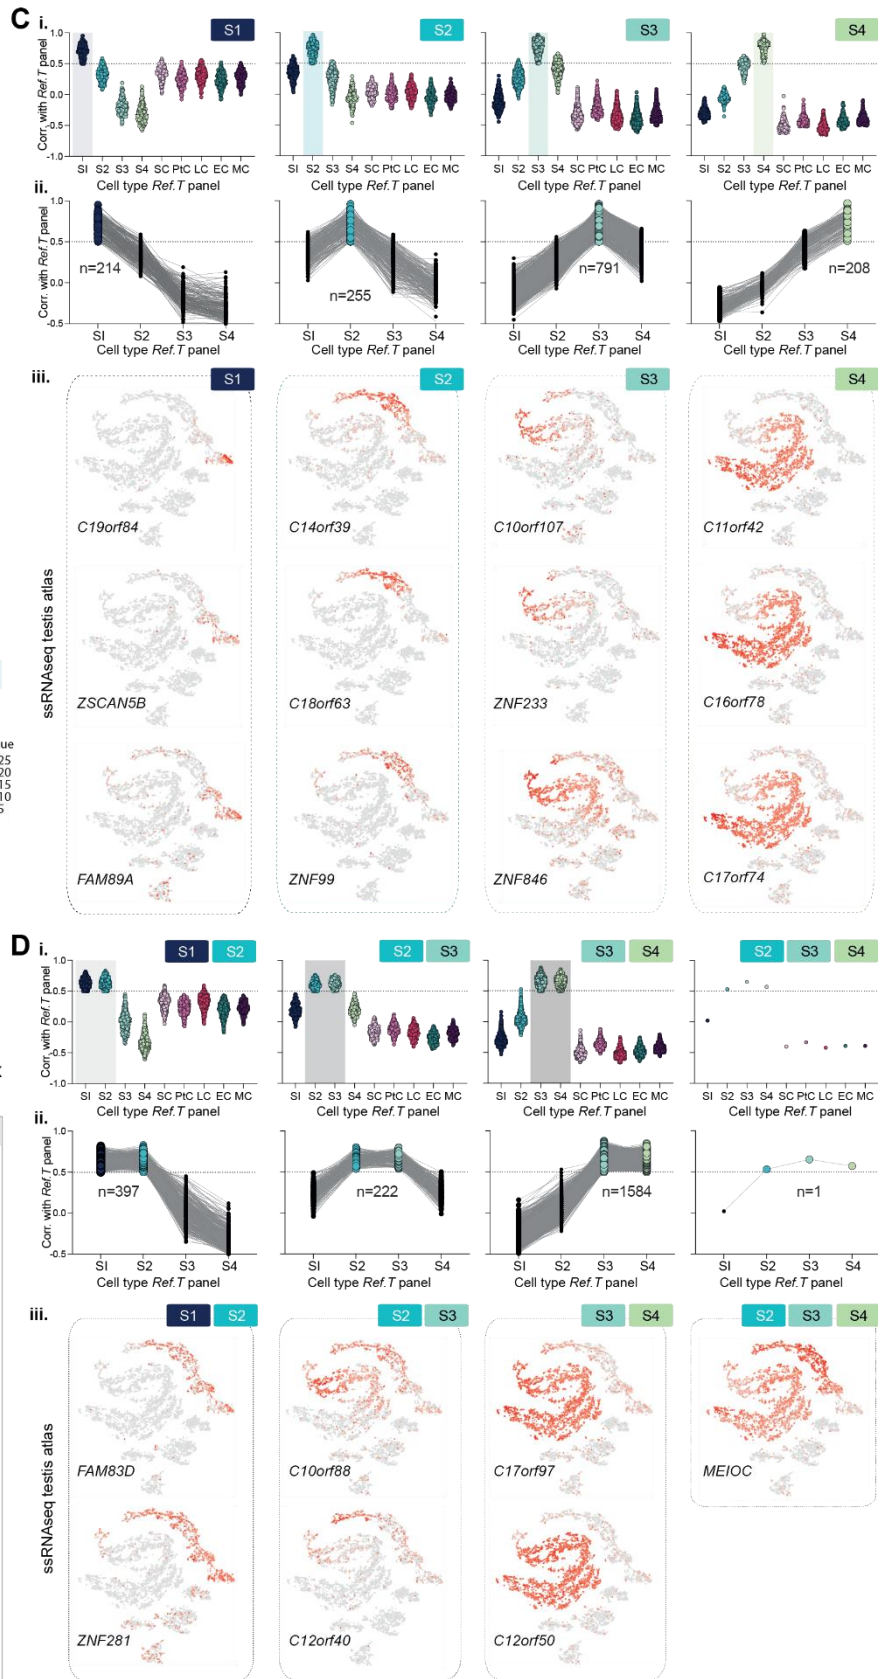 C
i.
S1
S2
S3
S4
Corr. with Ref.T panel
1.0
0.5
0.0
-0.5
-1.0
SI S2 S3 S4 SC PtC LC EC MC
SI S2 S3 S4 SC PtC LC EC MC
SI S2 S3 S4 SC PtC LC EC MC
SI S2 S3 S4 SC PtC LC EC MC
Cell type Ref.T panel
Cell type Ref.T panel
Cell type Ref.T panel
Cell type Ref.T panel
ii.
Corr. with Ref.T panel
1.0
0.5
0.0
-0.5
n=214
n=255
n=791
n=208
SI S2 S3 S4
SI S2 S3 S4
SI S2 S3 S4
SI S2 S3 S4
Cell type Ref.T panel
Cell type Ref.T panel
Cell type Ref.T panel
Cell type Ref.T panel
iii.
S1
S2
S3
S4
ssRNAseq testis atlas
C19orf84
C14orf39
C10orf107
C11orf42
ZSCAN5B
C18orf63
ZNF233
C16orf78
FAM89A
ZNF99
ZNF846
C17orf74
ue
25
20
15
10
5
D
i.
S1 S2
S2 S3
S3 S4
S2 S3 S4
Corr. with Ref.T panel
1.0
0.5
0.0
-0.5
-1.0
SI S2 S3 S4 SC PtC LC EC MC
SI S2 S3 S4 SC PtC LC EC MC
SI S2 S3 S4 SC PtC LC EC MC
SI S2 S3 S4 SC PtC LC EC MC
Cell type Ref.T panel
Cell type Ref.T panel
Cell type Ref.T panel
Cell type Ref.T panel
ii.
Corr. with Ref.T panel
1.0
0.5
0.0
-0.5
n=397
n=222
n=1584
n=1
SI S2 S3 S4
SI S2 S3 S4
SI S2 S3 S4
SI S2 S3 S4
Cell type Ref.T panel
Cell type Ref.T panel
Cell type Ref.T panel
Cell type Ref.T panel
iii.
S1 S2
S2 S3
S3 S4
S2 S3 S4
ssRNAseq testis atlas
FAM83D
C10orf88
C17orf97
MEIOC
ZNF281
C12orf40
C12orf50